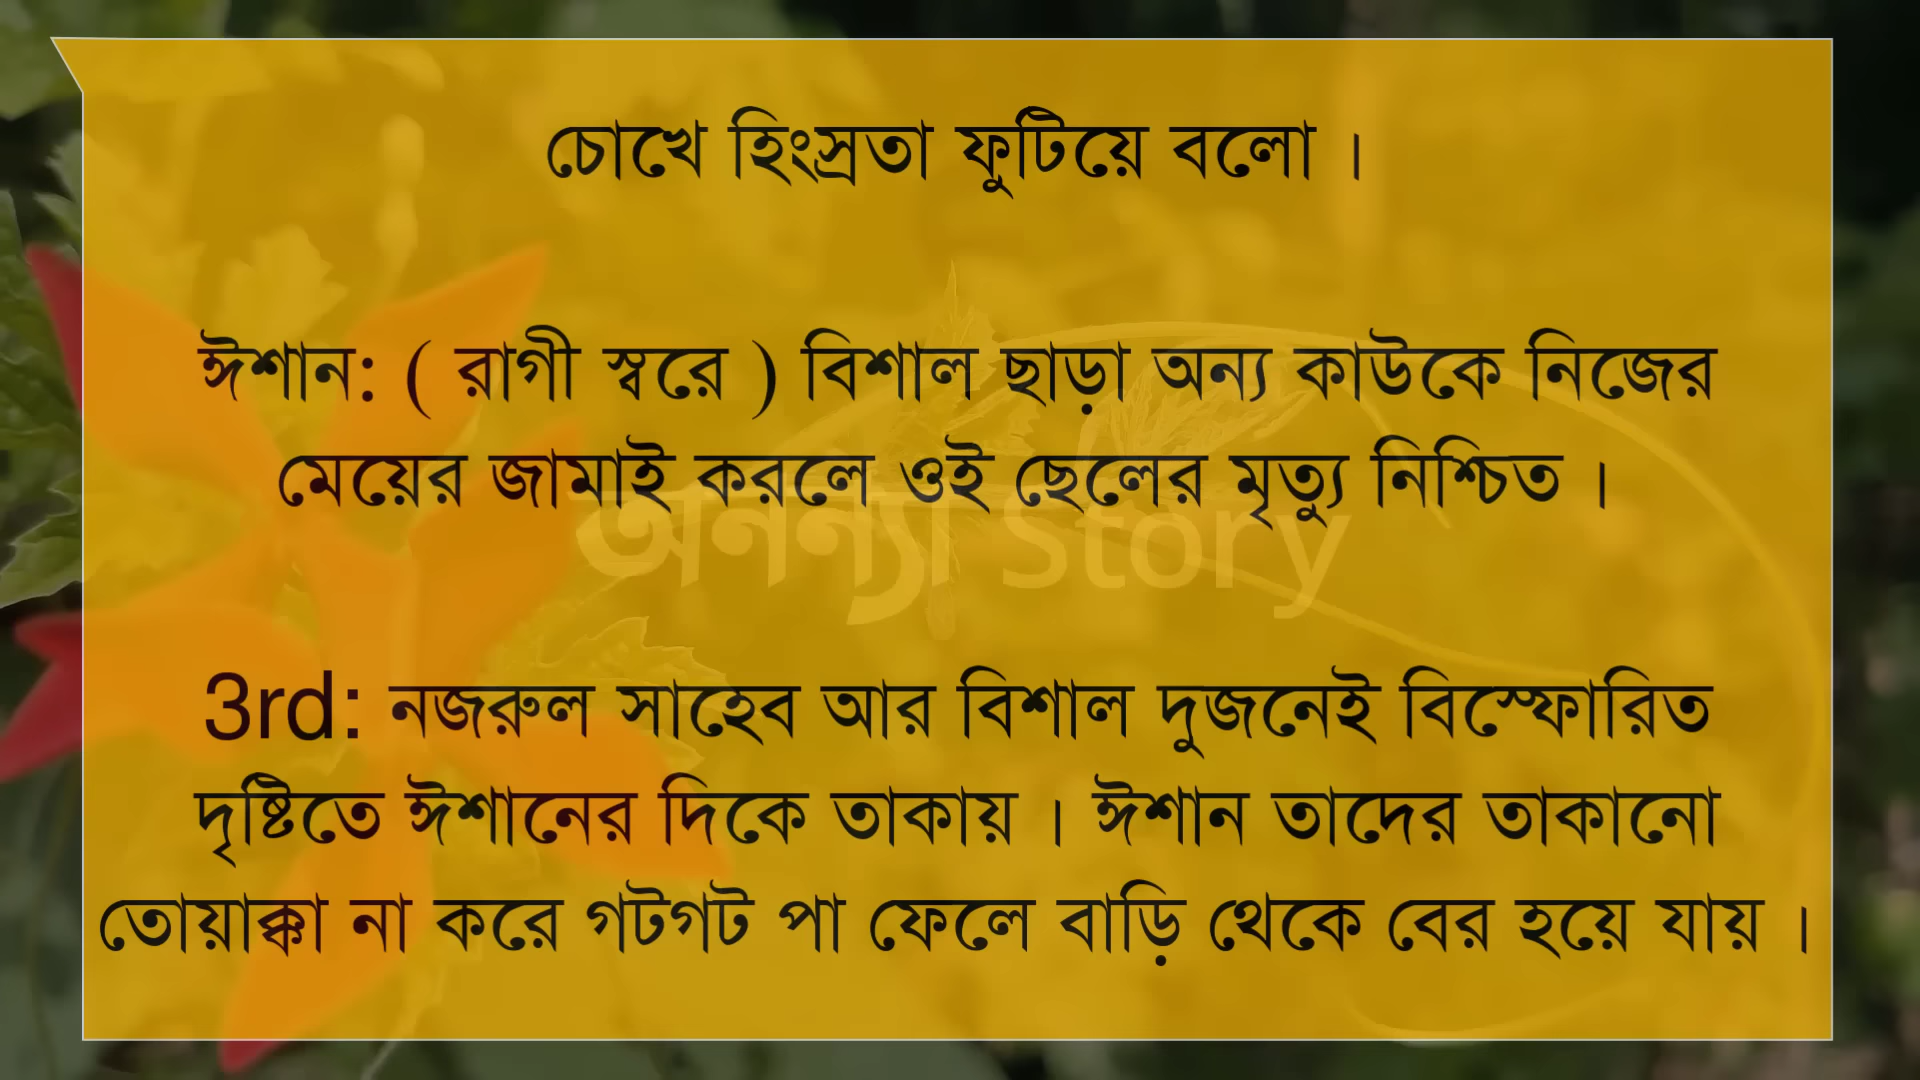 চোখে হিংস্রতা ফুটিয়ে বলো ।
ঈশান: ( রাগী স্বরে ) বিশাল ছাড়া অন্য কাউকে নিজের
মেয়ের জামাই করলে ওই ছেলের মৃত্যু নিশ্চিত ।
অনন্যা Story
3rd: নজরুল সাহেব আর বিশাল দুজনেই বিস্ফোরিত
দৃষ্টিতে ঈশানের দিকে তাকায় । ঈশান তাদের তাকানো
তোয়াক্কা না করে গটগট পা ফেলে বাড়ি থেকে বের হয়ে যায় ।